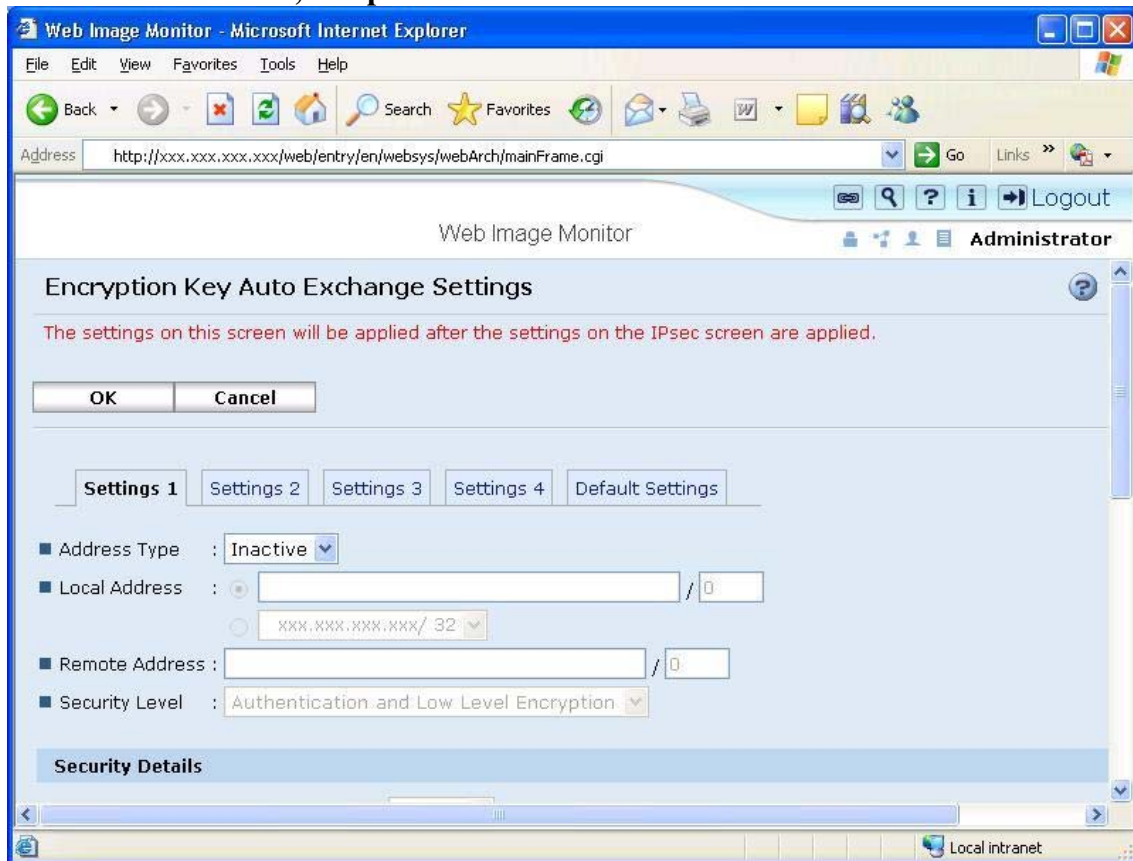 Web Image Monitor - Microsoft Internet Explorer
File Edit View Favorites Tools Help
Back Search Favorites
Address http://xxx.xxx.xxx.xxx/web/entry/en/websys/webArch/mainFrame.cgi Go Links »
? i Logout
Web Image Monitor Administrator
Encryption Key Auto Exchange Settings ?
The settings on this screen will be applied after the settings on the IPsec screen are applied.
OK Cancel
Settings 1 Settings 2 Settings 3 Settings 4 Default Settings
Address Type : Inactive
Local Address : / 0
xxx.xxx.xxx.xxx/ 32
Remote Address : / 0
Security Level : Authentication and Low Level Encryption
Security Details
Local intranet